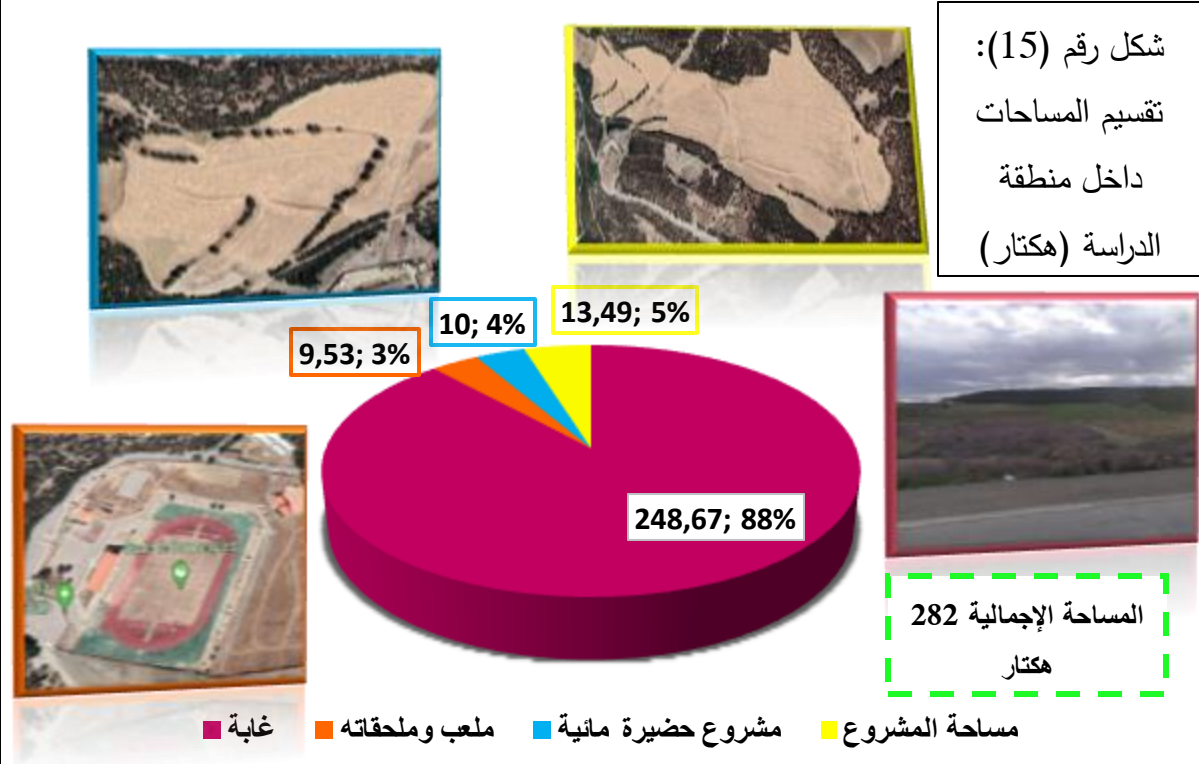 شكل رقم (15):
تقسيم المساحات
داخل منطقة
الدراسة (هكتار)
13,49; 5%
10; 4%
9,53; 3%
248,67; 88%
المساحة الإجمالية 282
هكتار
مساحة المشروع مشروع حضيرة مائية ملعب وملحقاته غابة